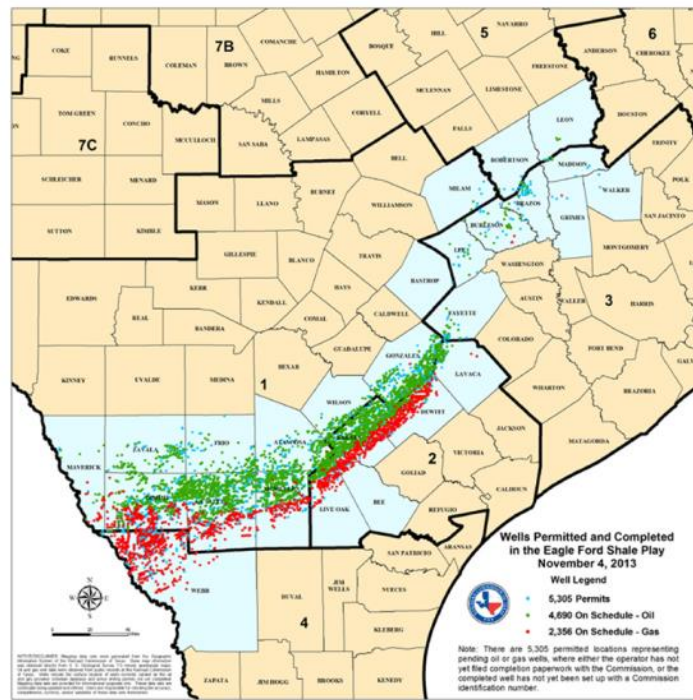 COKE
RUNNELS
COLEMAN
7B
BROWN
COMANCHE
HAMILTON
HILL
5
NAVARRO
BOSQUE
FREESTONE
ANDERSON
6
CHEROKEE
MCLENNAN
LIMESTONE
FALLS
LEON
HOUSTON
TRINITY
TOM GREEN
CONCHO
MCCULLOCH
7C
MILLS
CORYELL
SAN SABA
LAMPASAS
BELL
ROBERTSON
MADISON
POLK
SCHLEICHER
MENARD
MASON
LLANO
BURNET
WILLIAMSON
MILAM
BRAZOS
WALKER
SAN JACINTO
SUTTON
KIMBLE
GILLESPIE
BLANCO
TRAVIS
BURLESON
GRIMES
MONTGOMERY
LEE
WASHINGTON
EDWARDS
KERR
HAYS
BASTROP
AUSTIN
WALLER
3
HARRIS
REAL
BANDERA
KENDALL
COMAL
CALDWELL
FAYETTE
COLORADO
FORT BEND
KINNEY
UVALDE
MEDINA
BEXAR
GUADALUPE
GONZALES
LAVACA
WHARTON
BRAZORIA
1
WILSON
DEWITT
JACKSON
MATAGORDA
MAVERICK
ZAVALA
FRIO
ATASCOSA
2
VICTORIA
GOLIAD
CALHOUN
LIVE OAK
BEE
REFUGIO
WEBB
SAN PATRICIO
ARANSAS
DUVAL
JIM
WELLS
NUECES
4
KLEBERG
ZAPATA
JIM HOGG
BROOKS
KENEDY
Wells Permitted and Completed
in the Eagle Ford Shale Play
November 4, 2013
Well Legend
5,305 Permits
4,690 On Schedule - Oil
2,356 On Schedule - Gas
Note: There are 5,305 permitted locations representing
pending oil or gas wells, where either the operator has not
yet filed completion paperwork with the Commission, or the
completed well has not yet been set up with a Commission
identification number.